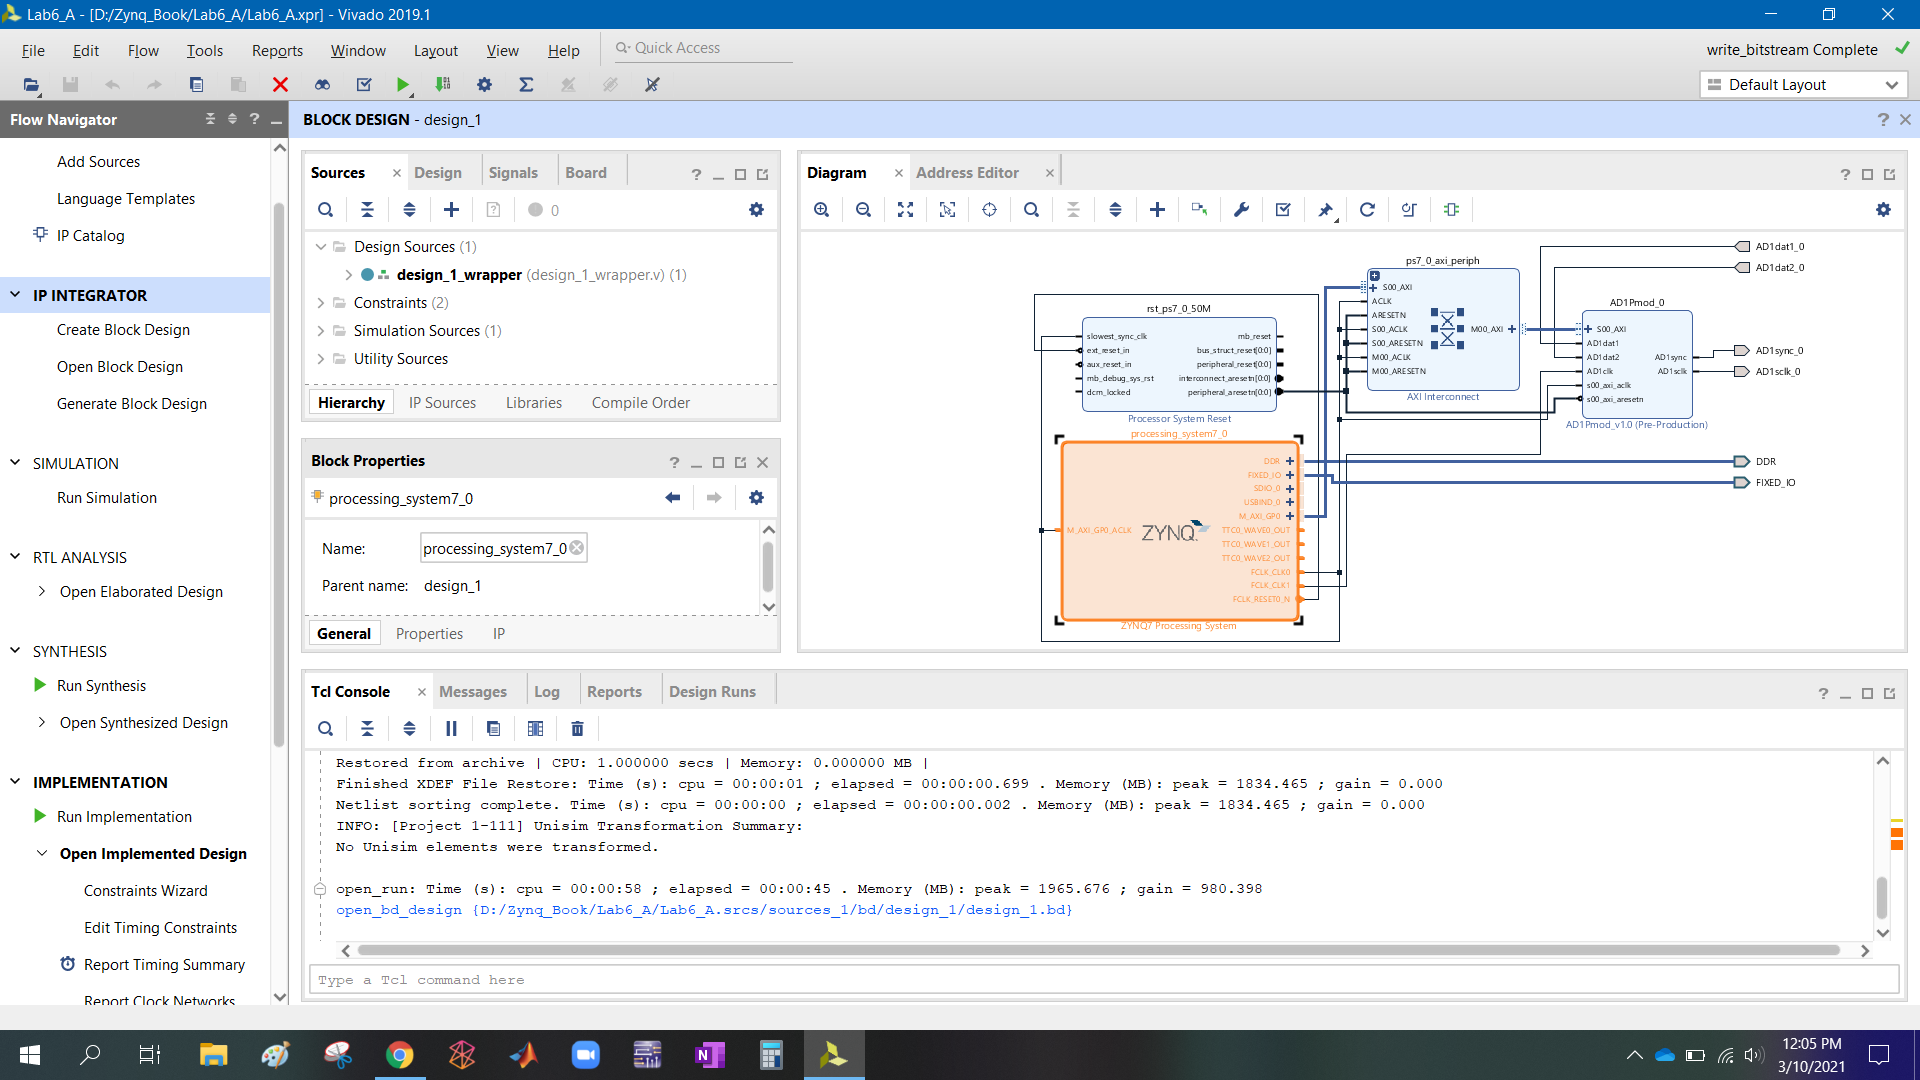 Lab6_A - [D:/Zynq_Book/Lab6_A/Lab6_A.xpr] - Vivado 2019.1
File Edit Flow Tools Reports Window Layout View Help Quick Access
write_bitstream Complete
Default Layout
Flow Navigator
Add Sources
Language Templates
IP Catalog
IP INTEGRATOR
Create Block Design
Open Block Design
Generate Block Design
SIMULATION
Run Simulation
RTL ANALYSIS
Open Elaborated Design
SYNTHESIS
Run Synthesis
Open Synthesized Design
IMPLEMENTATION
Run Implementation
Open Implemented Design
Constraints Wizard
Edit Timing Constraints
Report Timing Summary
Report Clock Networks
BLOCK DESIGN - design_1
Sources Design Signals Board
0
Design Sources (1)
design_1_wrapper (design_1_wrapper.v) (1)
Constraints (2)
Simulation Sources (1)
Utility Sources
Hierarchy IP Sources Libraries Compile Order
Block Properties
processing_system7_0
Name: processing_system7_0
Parent name: design_1
General Properties IP
Diagram Address Editor
rst_ps7_0_50M
slowest_sync_clk mb_reset
ext_reset_in bus_struct_reset[0:0]
aux_reset_in peripheral_reset[0:0]
mb_debug_sys_rst interconnect_aresetn[0:0]
dcm_locked peripheral_aresetn[0:0]
Processor System Reset
processing_system7_0
DDR
FIXED_IO
SDIO_0
USBIND_0
M_AXI_GP0
M_AXI_GP0_ACLK ZYNQ TTC0_WAVE0_OUT
TTC0_WAVE1_OUT
TTC0_WAVE2_OUT
FCLK_CLK0
FCLK_CLK1
FCLK_RESET0_N
ZYNQ7 Processing System
ps7_0_axi_periph
S00_AXI
ACLK
ARESETN
S00_ACLK M00_AXI
S00_ARESETN
M00_ACLK
M00_ARESETN
AXI Interconnect
AD1Pmod_0
S00_AXI
AD1dat1
AD1dat2 AD1sync
AD1clk AD1sclk
s00_axi_aclk
s00_axi_aresetn
AD1Pmod_v1.0 (Pre-Production)
AD1dat1_0
AD1dat2_0
AD1sync_0
AD1sclk_0
DDR
FIXED_IO
Tcl Console Messages Log Reports Design Runs
Restored from archive | CPU: 1.000000 secs | Memory: 0.000000 MB |
Finished XDEF File Restore: Time (s): cpu = 00:00:01 ; elapsed = 00:00:00.699 . Memory (MB): peak = 1834.465 ; gain = 0.000
Netlist sorting complete. Time (s): cpu = 00:00:00 ; elapsed = 00:00:00.002 . Memory (MB): peak = 1834.465 ; gain = 0.000
INFO: [Project 1-111] Unisim Transformation Summary:
No Unisim elements were transformed.
open_run: Time (s): cpu = 00:00:58 ; elapsed = 00:00:45 . Memory (MB): peak = 1965.676 ; gain = 980.398
open_bd_design {D:/Zynq_Book/Lab6_A/Lab6_A.srcs/sources_1/bd/design_1/design_1.bd}
Type a Tcl command here
12:05 PM
3/10/2021